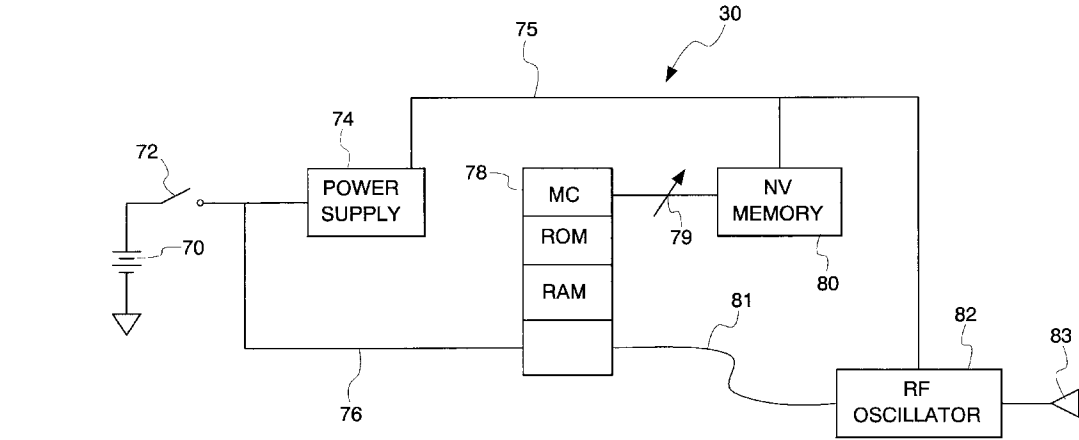 30
75
74
72
POWER
SUPPLY
78
MC
ROM
RAM
79
NV
MEMORY
80
70
76
81
82
83
RF
OSCILLATOR